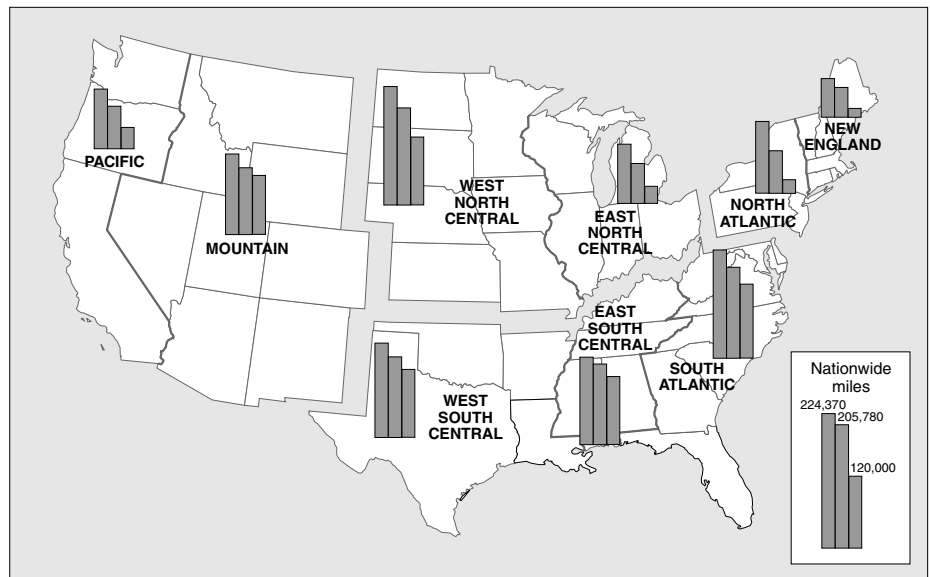 PACIFIC
MOUNTAIN
WEST
NORTH
CENTRAL
WEST
SOUTH
CENTRAL
EAST
NORTH
CENTRAL
EAST
SOUTH
CENTRAL
SOUTH
ATLANTIC
NORTH
ATLANTIC
NEW
ENGLAND
Nationwide
miles
224,370
205,780
120,000